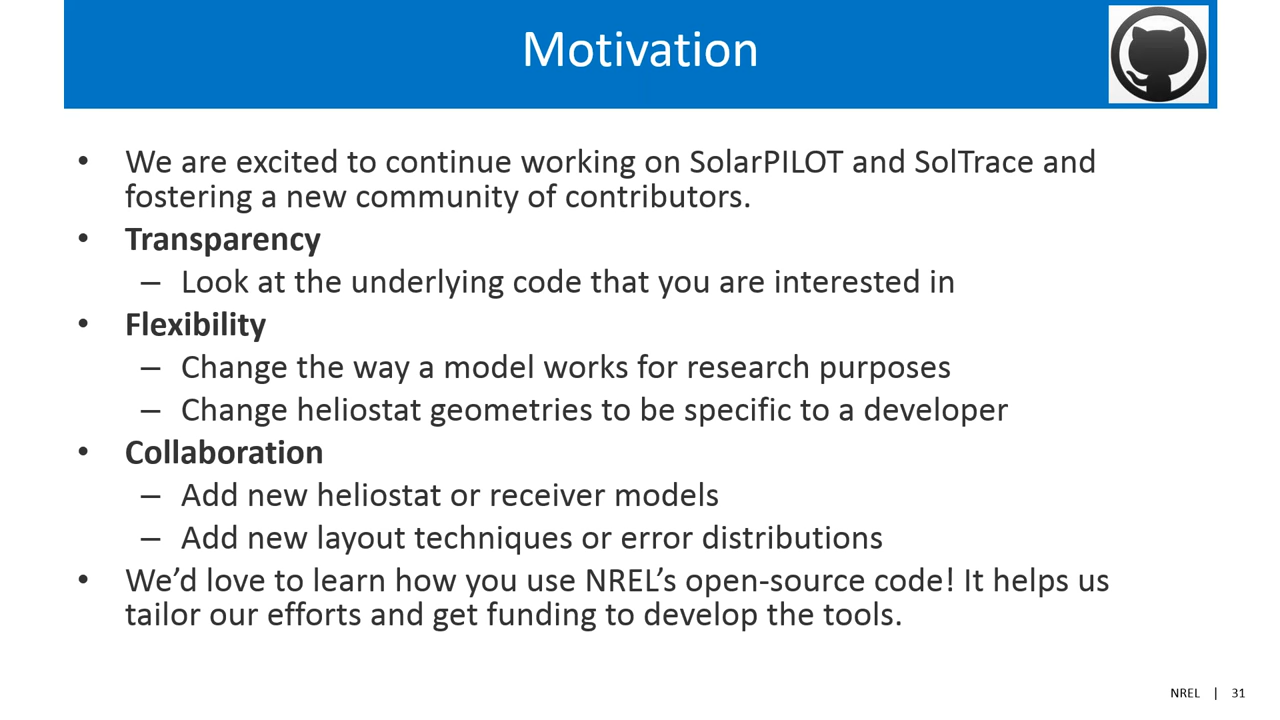 Motivation
• We are excited to continue working on SolarPILOT and SolTrace and
fostering a new community of contributors.
• Transparency
– Look at the underlying code that you are interested in
• Flexibility
– Change the way a model works for research purposes
– Change heliostat geometries to be specific to a developer
• Collaboration
– Add new heliostat or receiver models
– Add new layout techniques or error distributions
• We’d love to learn how you use NREL’s open-source code! It helps us
tailor our efforts and get funding to develop the tools.
NREL | 31